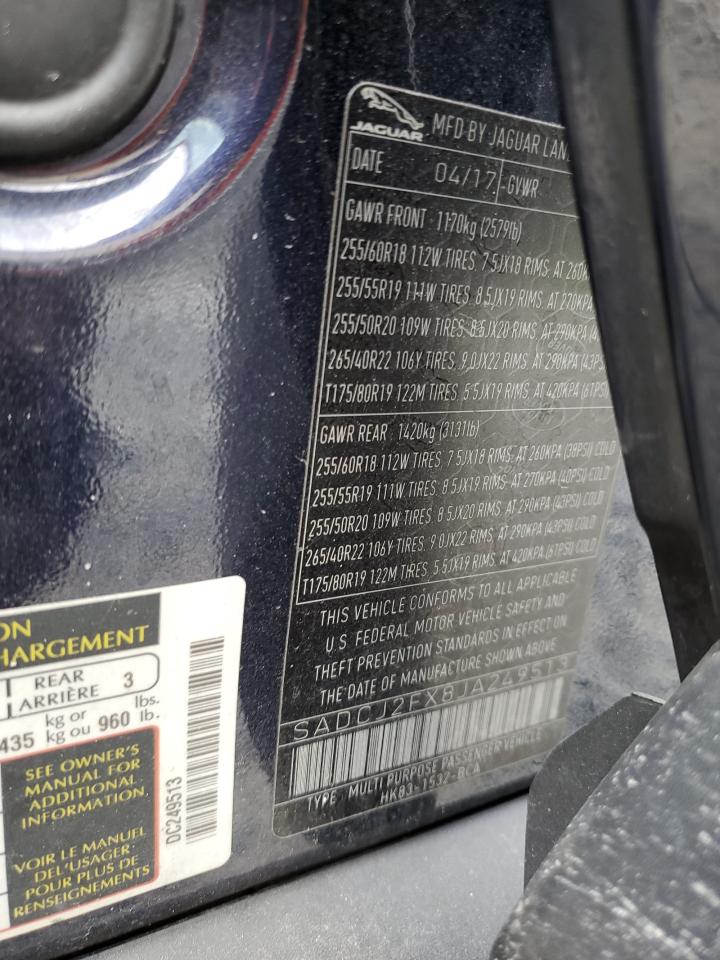 JAGUAR MFD BY JAGUAR LAN
DATE 04/17 GVWR
GAWR FRONT 1170kg (2579lb)
255/60R18 112W TIRES, 7.5JX18 RIMS, AT 260K
255/55R19 111W TIRES, 8.5JX19 RIMS, AT 270KPA
255/50R20 109W TIRES, 8.5JX20 RIMS, AT 290KPA (4
265/40R22 106Y TIRES, 9.0JX22 RIMS, AT 290KPA (43PS
T175/80R19 122M TIRES, 5.5JX19 RIMS, AT 420KPA (61PSI
GAWR REAR 1420kg (3131lb)
255/60R18 112W TIRES, 7.5JX18 RIMS, AT 260KPA (38PSI) COLD
255/55R19 111W TIRES, 8.5JX19 RIMS, AT 270KPA (40PSI) COLD
255/50R20 109W TIRES, 8.5JX20 RIMS, AT 290KPA (43PSI) COLD
265/40R22 106Y TIRES, 9.0JX22 RIMS, AT 290KPA (43PSI) COLD
T175/80R19 122M TIRES, 5.5JX19 RIMS, AT 420KPA (61PSI) COLD
THIS VEHICLE CONFORMS TO ALL APPLICABLE
U.S. FEDERAL MOTOR VEHICLE SAFETY AND
THEFT PREVENTION STANDARDS IN EFFECT ON
THE DATE OF MANUFACTURE SHOWN ABOVE
SADCJ2FX8JA249513
TYPE MULTI PURPOSE PASSENGER VEHICLE
HK83-1532-BCA
ON
HARGEMENT
REAR
ARRIÈRE 3
435 kg or kg ou 960 lbs. lb.
SEE OWNER'S
MANUAL FOR
ADDITIONAL
INFORMATION.
VOIR LE MANUEL
DE L'USAGER
POUR PLUS DE
RENSEIGNEMENTS
DC249513